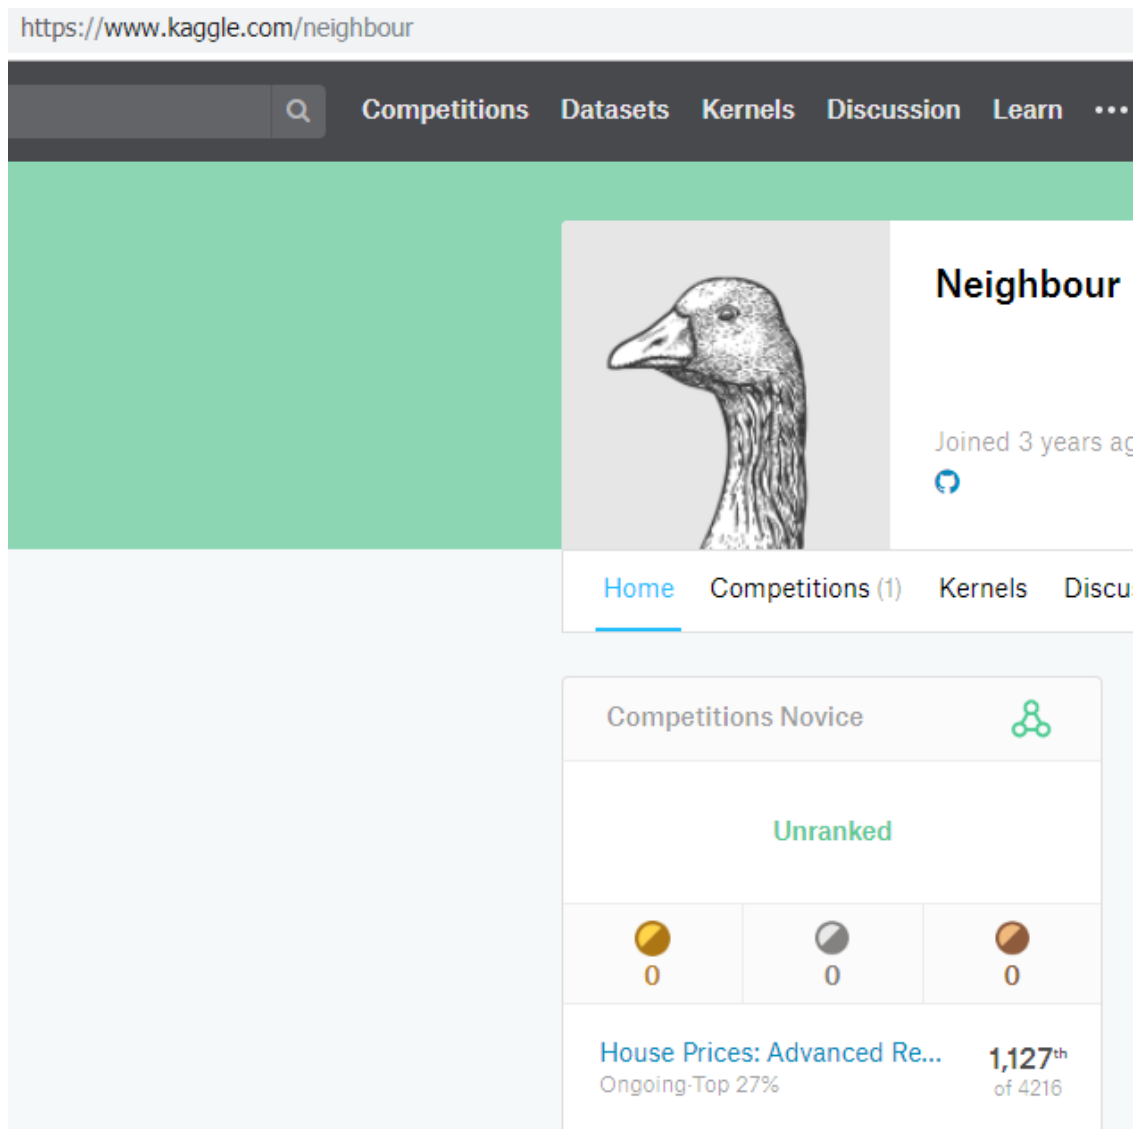 https://www.kaggle.com/neighbour
Competitions Datasets Kernels Discussion Learn
Neighbour
Joined 3 years ag
Home Competitions (1) Kernels Discu
Competitions Novice
Unranked
0 0 0
House Prices: Advanced Re... 1,127th
Ongoing·Top 27% of 4216